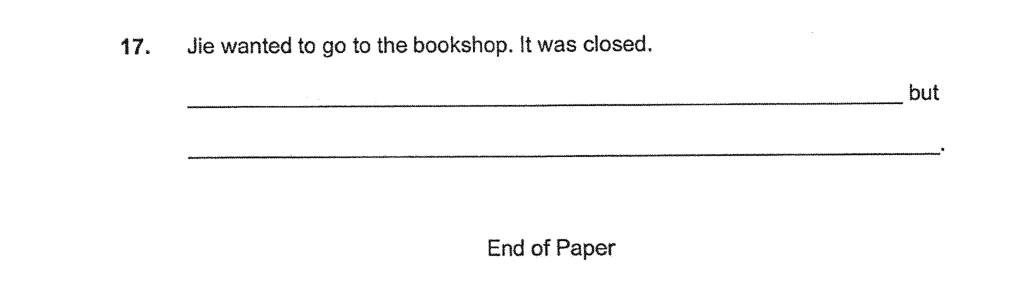 17. Jie wanted to go to the bookshop. It was closed.
but
.
End of Paper